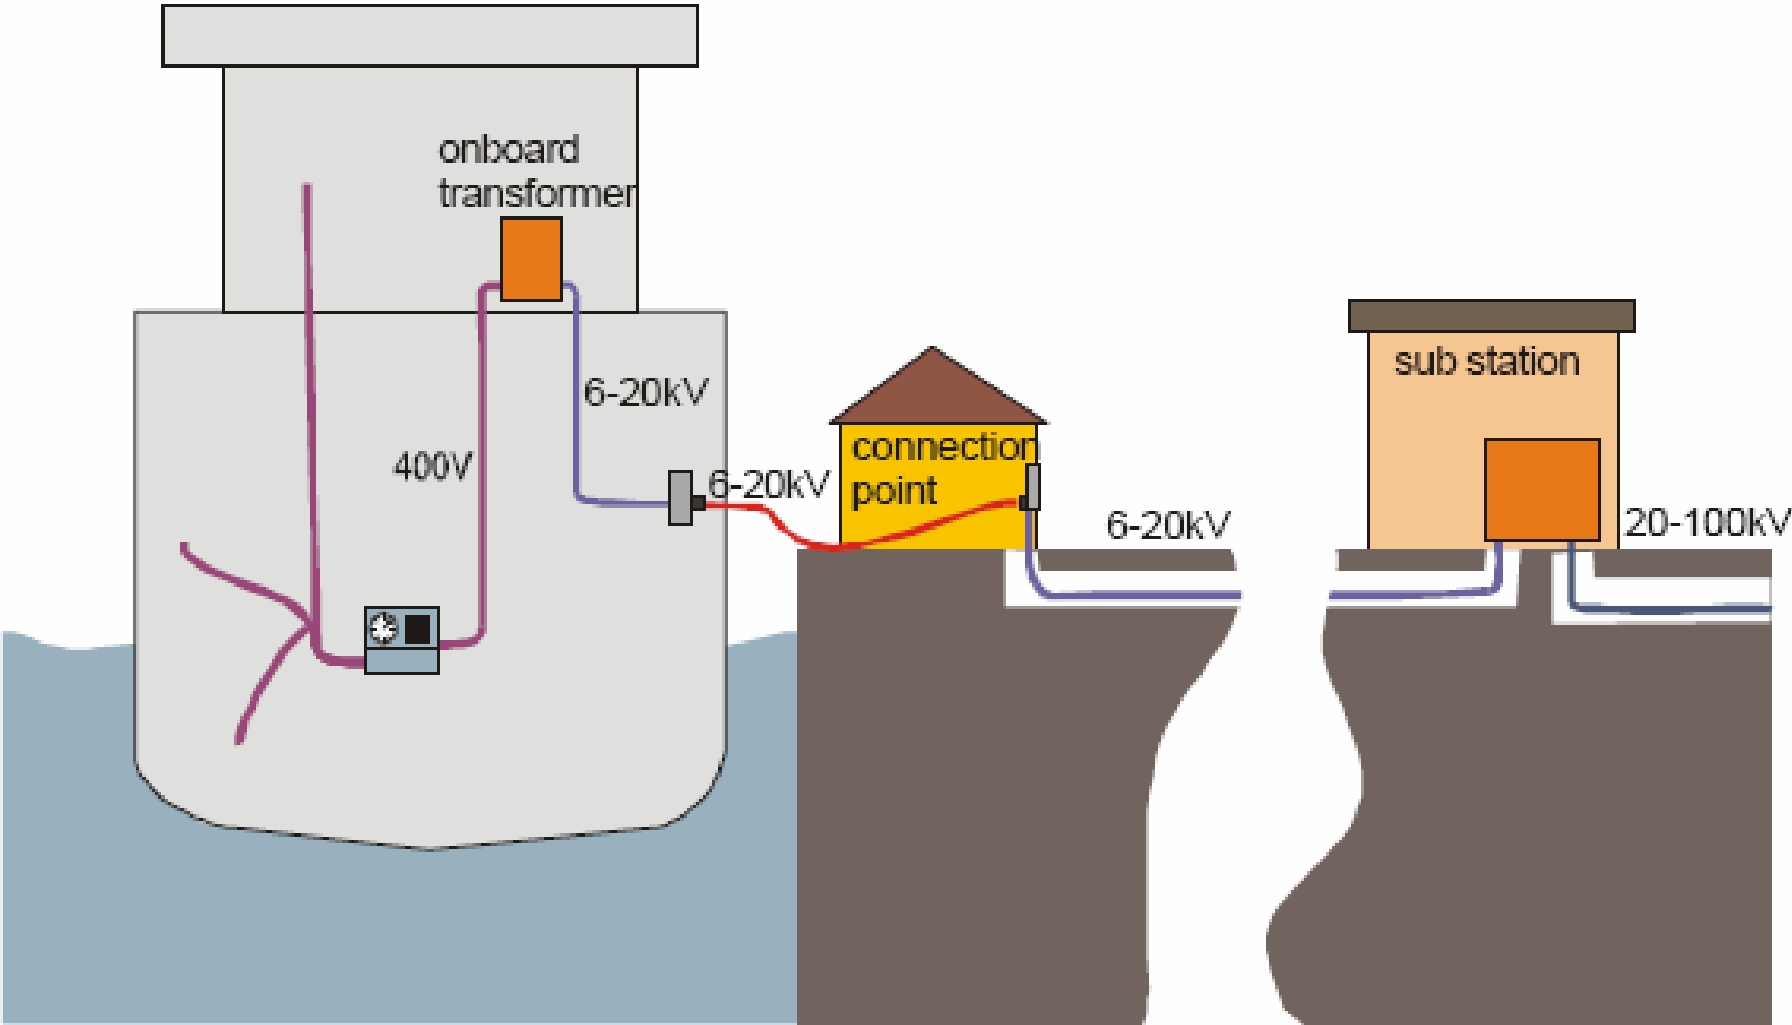 onboard
transformer
6-20kV
400V
6-20kV
connection
point
6-20kV
sub station
20-100kV